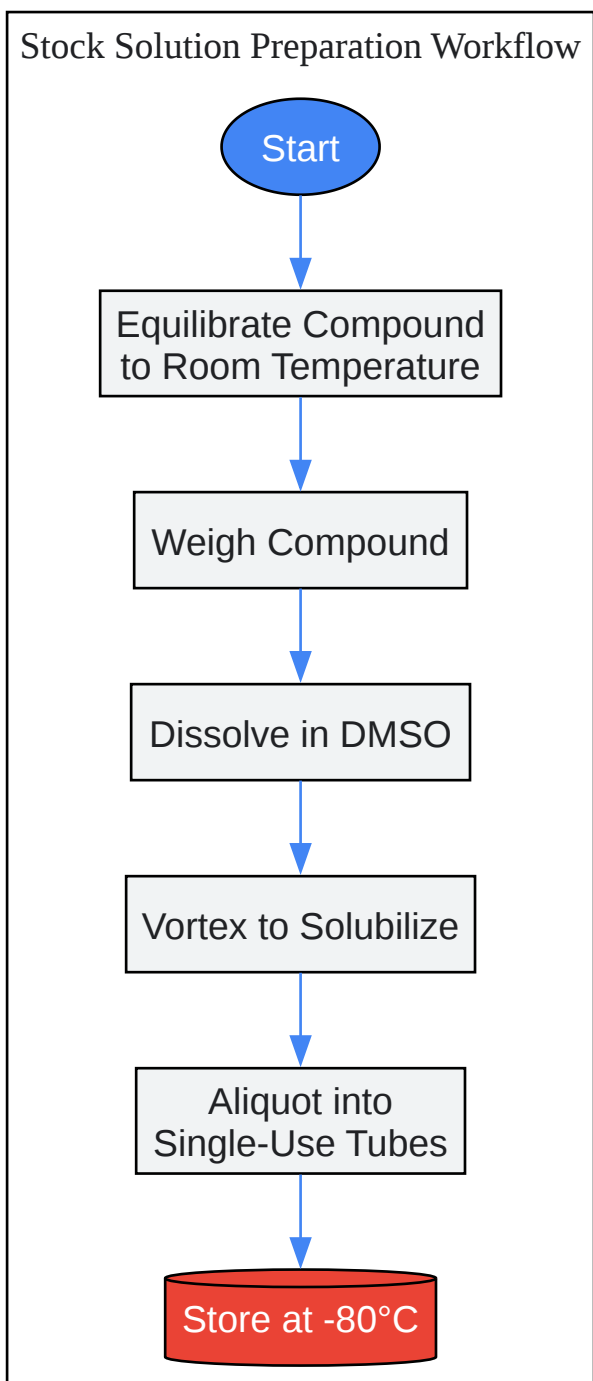 Stock Solution Preparation Workflow
Start
Equilibrate Compound
to Room Temperature
Weigh Compound
Dissolve in DMSO
Vortex to Solubilize
Aliquot into
Single-Use Tubes
Store at -80°C